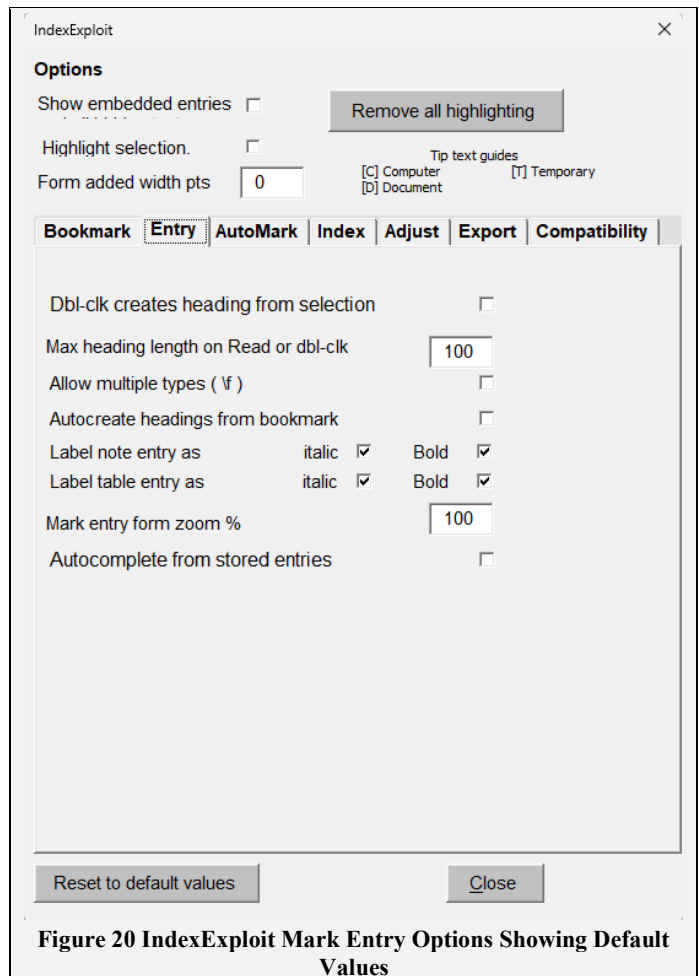 IndexExploit
Options
Show embedded entries
Remove all highlighting
Highlight selection.
Tip text guides
[C] Computer [T] Temporary
[D] Document
Form added width pts 0
Bookmark Entry AutoMark Index Adjust Export Compatibility
Dbl-clk creates heading from selection
Max heading length on Read or dbl-clk 100
Allow multiple types ( \f )
Autocreate headings from bookmark
Label note entry as italic Bold
Label table entry as italic Bold
Mark entry form zoom % 100
Autocomplete from stored entries
Reset to default values Close
Figure 20 IndexExploit Mark Entry Options Showing Default
Values